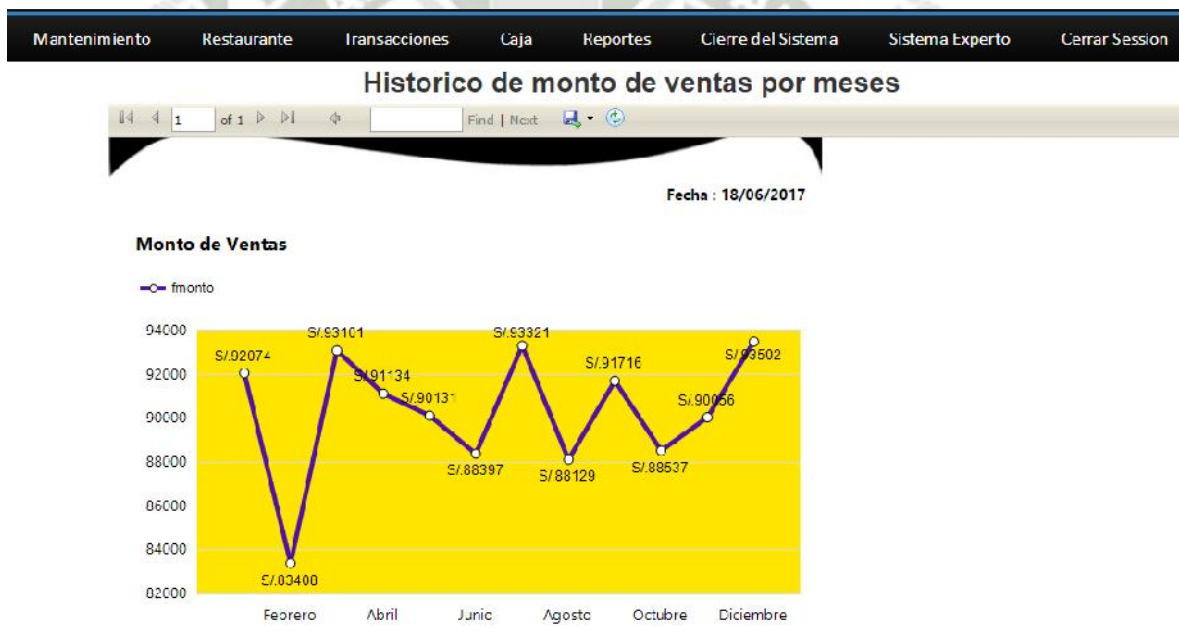 Mantenimiento Restaurante Transacciones Caja Reportes Cierre del Sistema Sistema Experto Cerrar Session
Historico de monto de ventas por meses
1 of 1 Find | Next
Fecha : 18/06/2017
Monto de Ventas
fmonto
94000
92000
90000
88000
86000
84000
82000
S/.92074
S/.83408
S/.93101
S/.91134
S/.90131
S/.88397
S/.93321
S/.88129
S/.91716
S/.88537
S/.90056
S/.93502
Febrero Abril Junio Agosto Octubre Diciembre